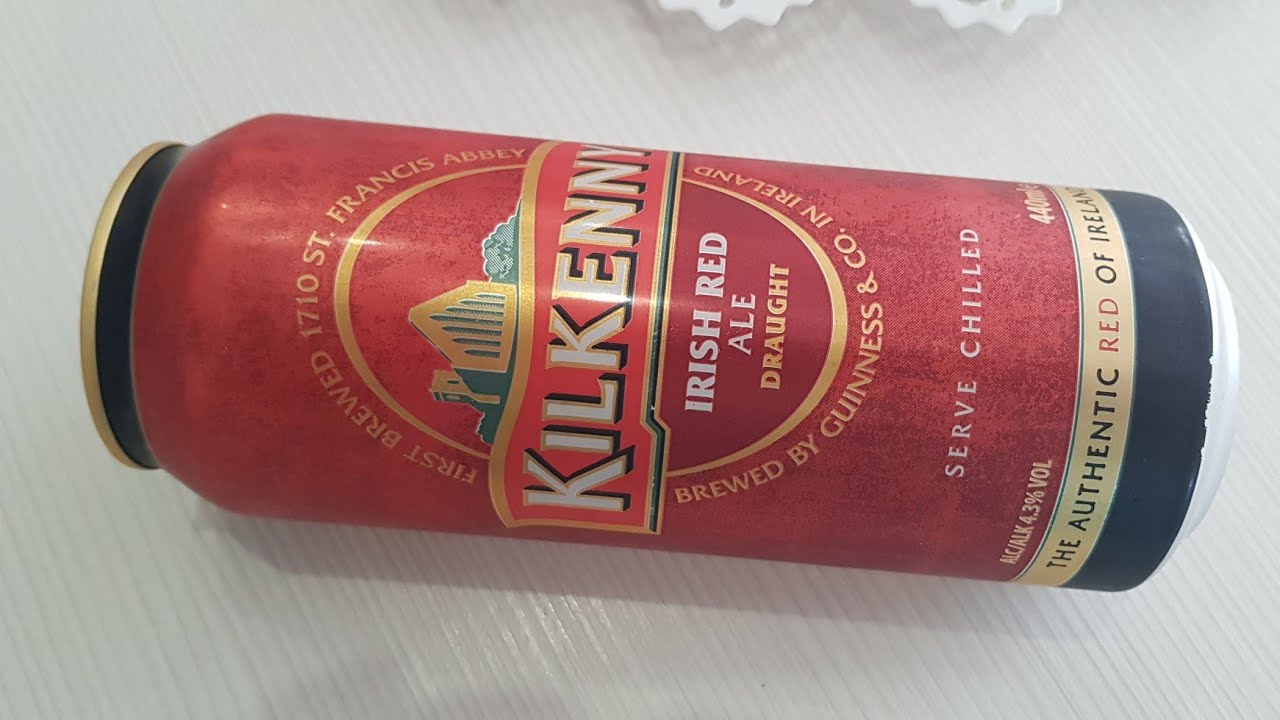 FIRST BREWED 1710 ST. FRANCIS ABBEY
KILKENNY
IRISH RED
ALE
DRAUGHT
BREWED BY GUINNESS & CO. IN IRELAND
SERVE CHILLED
ALC/ALK 4.3% VOL 440ml e
THE AUTHENTIC RED OF IRELAND